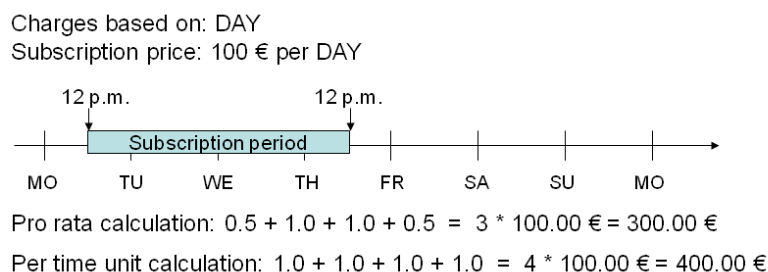 Charges based on: DAY
Subscription price: 100 € per DAY
12 p.m. 12 p.m.
Subscription period
MO TU WE TH FR SA SU MO
Pro rata calculation: 0.5 + 1.0 + 1.0 + 0.5 = 3 * 100.00 € = 300.00 €
Per time unit calculation: 1.0 + 1.0 + 1.0 + 1.0 = 4 * 100.00 € = 400.00 €